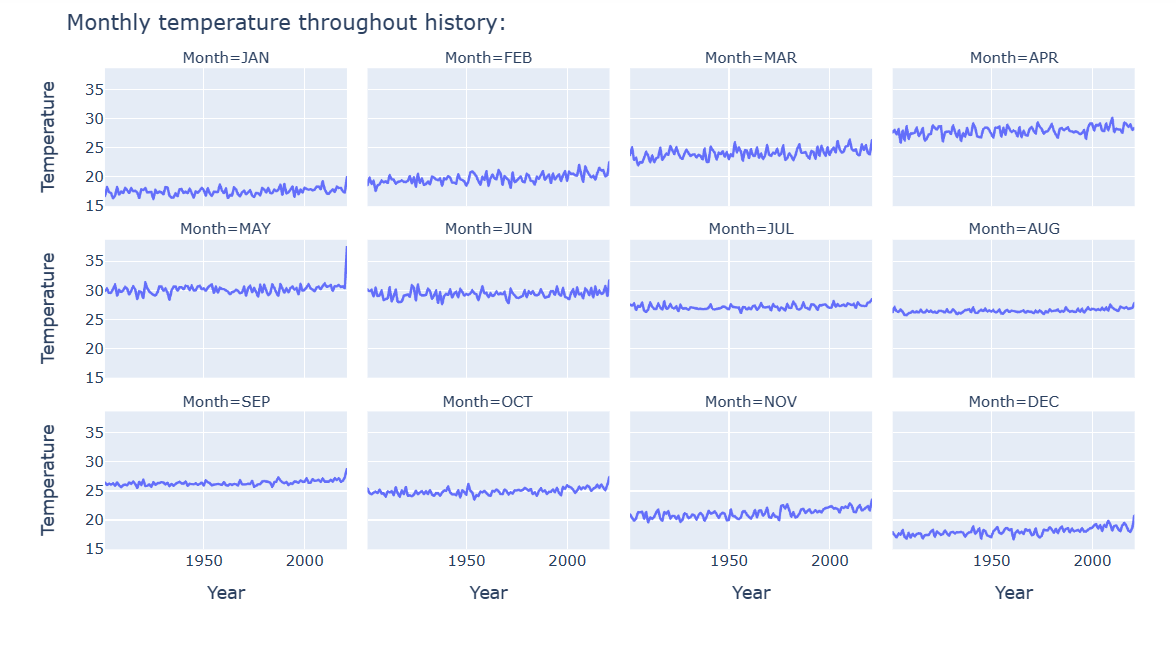 Monthly temperature throughout history:
Month=JAN Month=FEB Month=MAR Month=APR
Temperature
35
30
25
20
15
Month=MAY Month=JUN Month=JUL Month=AUG
Temperature
35
30
25
20
15
Month=SEP Month=OCT Month=NOV Month=DEC
Temperature
35
30
25
20
15
1950 2000 1950 2000 1950 2000 1950 2000
Year Year Year Year